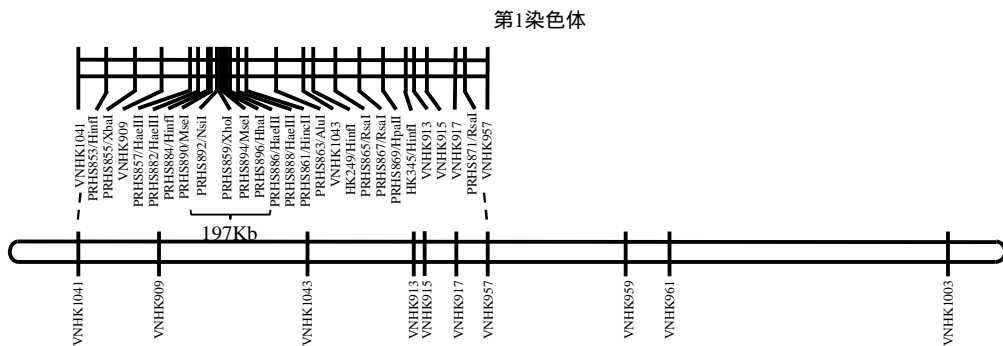 第1染色体
VNHK1041
PRHS853/HinfI
PRHS855/XbaI
VNHK909
PRHS857/HaeIII
PRHS882/HaeIII
PRHS884/HinfI
PRHS890/MseI
PRHS892/NsiI
PRHS859/XhoI
PRHS894/MseI
PRHS896/HhaI
PRHS886/HaeIII
PRHS888/HaeIII
PRHS861/HincII
PRHS863/AluI
VNHK1043
HK249/HinfI
PRHS865/RsaI
PRHS867/RsaI
PRHS869/HpaII
HK345/HinfI
VNHK913
VNHK915
VNHK917
PRHS871/RsaI
VNHK957
197Kb
VNHK1041
VNHK909
VNHK1043
VNHK913
VNHK915
VNHK917
VNHK957
VNHK959
VNHK961
VNHK1003